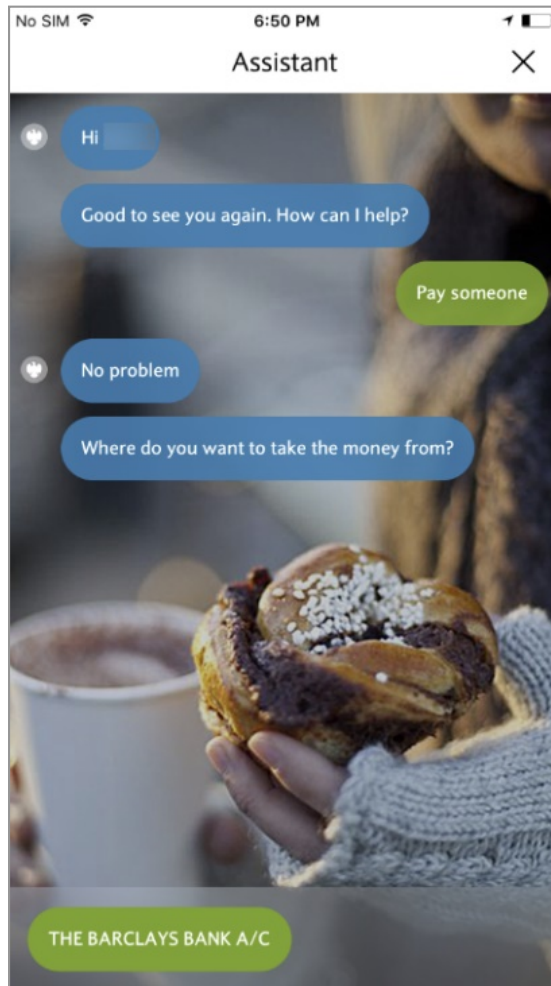 No SIM 6:50 PM
Assistant
Hi
Good to see you again. How can I help?
Pay someone
No problem
Where do you want to take the money from?
THE BARCLAYS BANK A/C